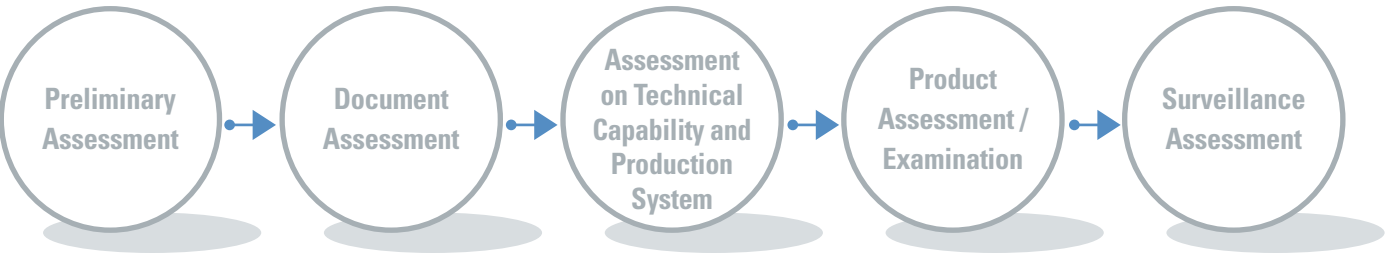 Preliminary
Assessment
Document
Assessment
Assessment
on Technical
Capability and
Production
System
Product
Assessment /
Examination
Surveillance
Assessment